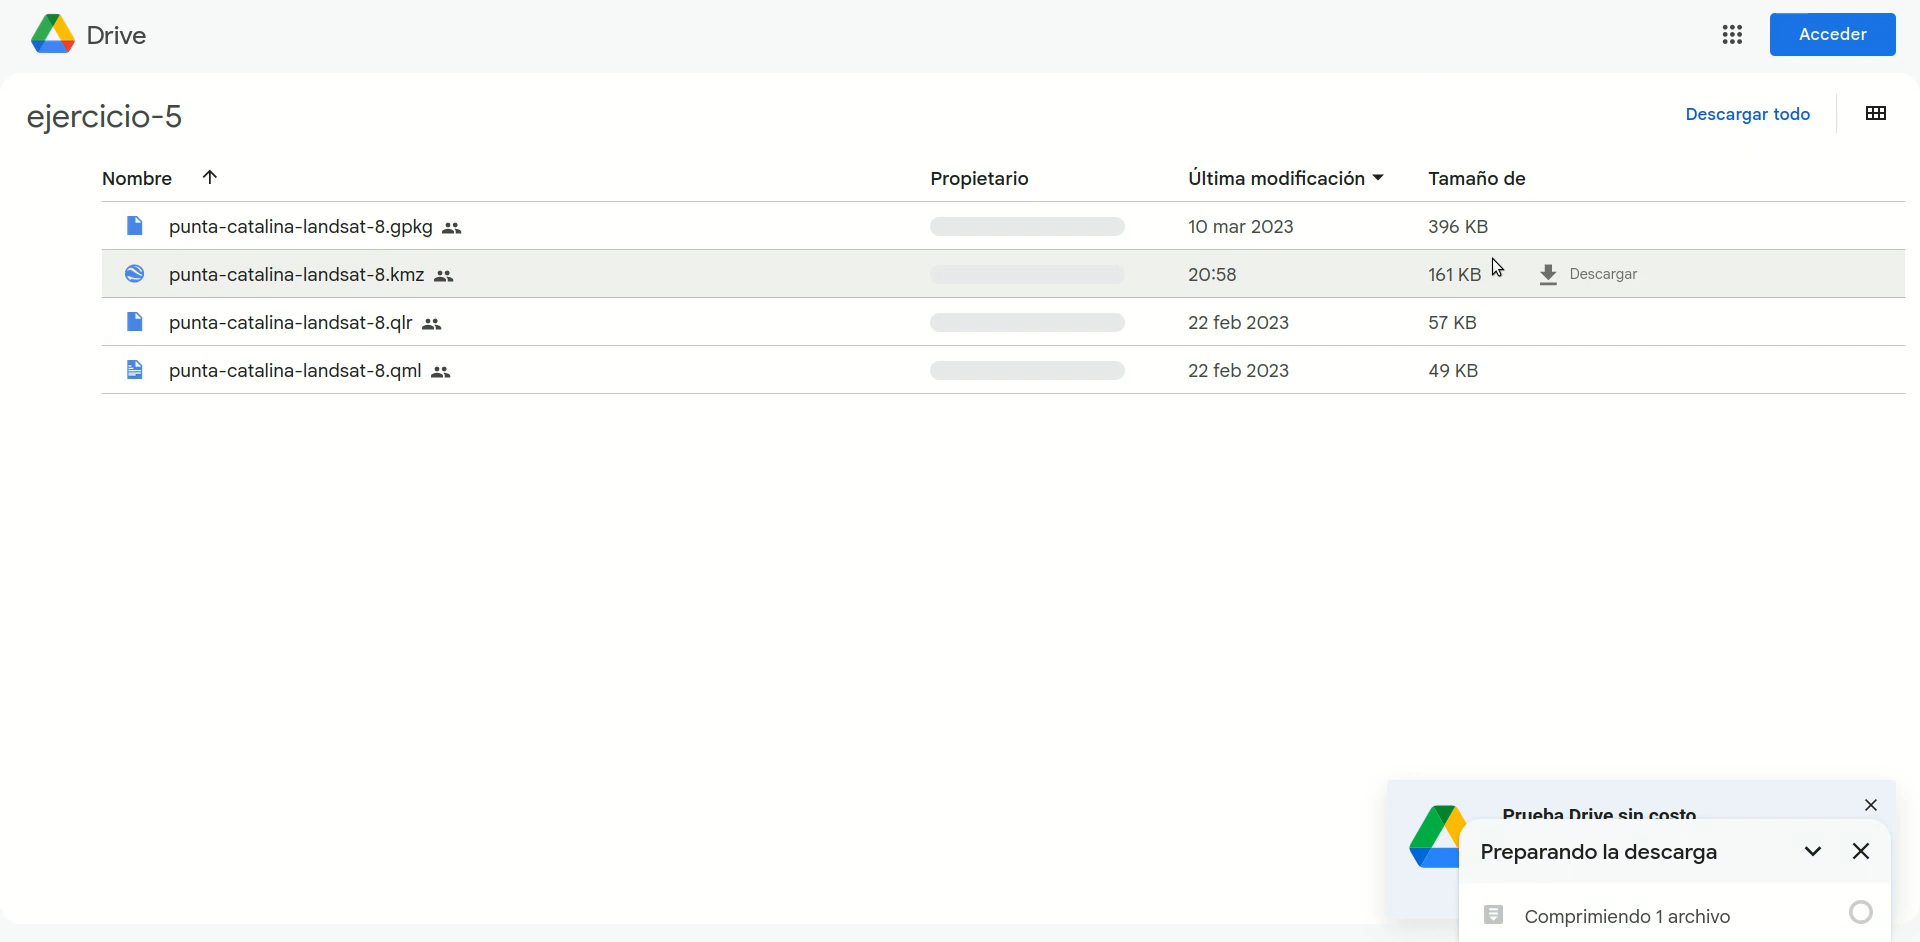 Drive
Acceder
ejercicio-5
Descargar todo
Nombre Propietario Última modificación Tamaño de
punta-catalina-landsat-8.gpkg 10 mar 2023 396 KB
punta-catalina-landsat-8.kmz 20:58 161 KB Descargar
punta-catalina-landsat-8.qlr 22 feb 2023 57 KB
punta-catalina-landsat-8.qml 22 feb 2023 49 KB
Prueba Drive sin costo
Preparando la descarga
Comprimiendo 1 archivo